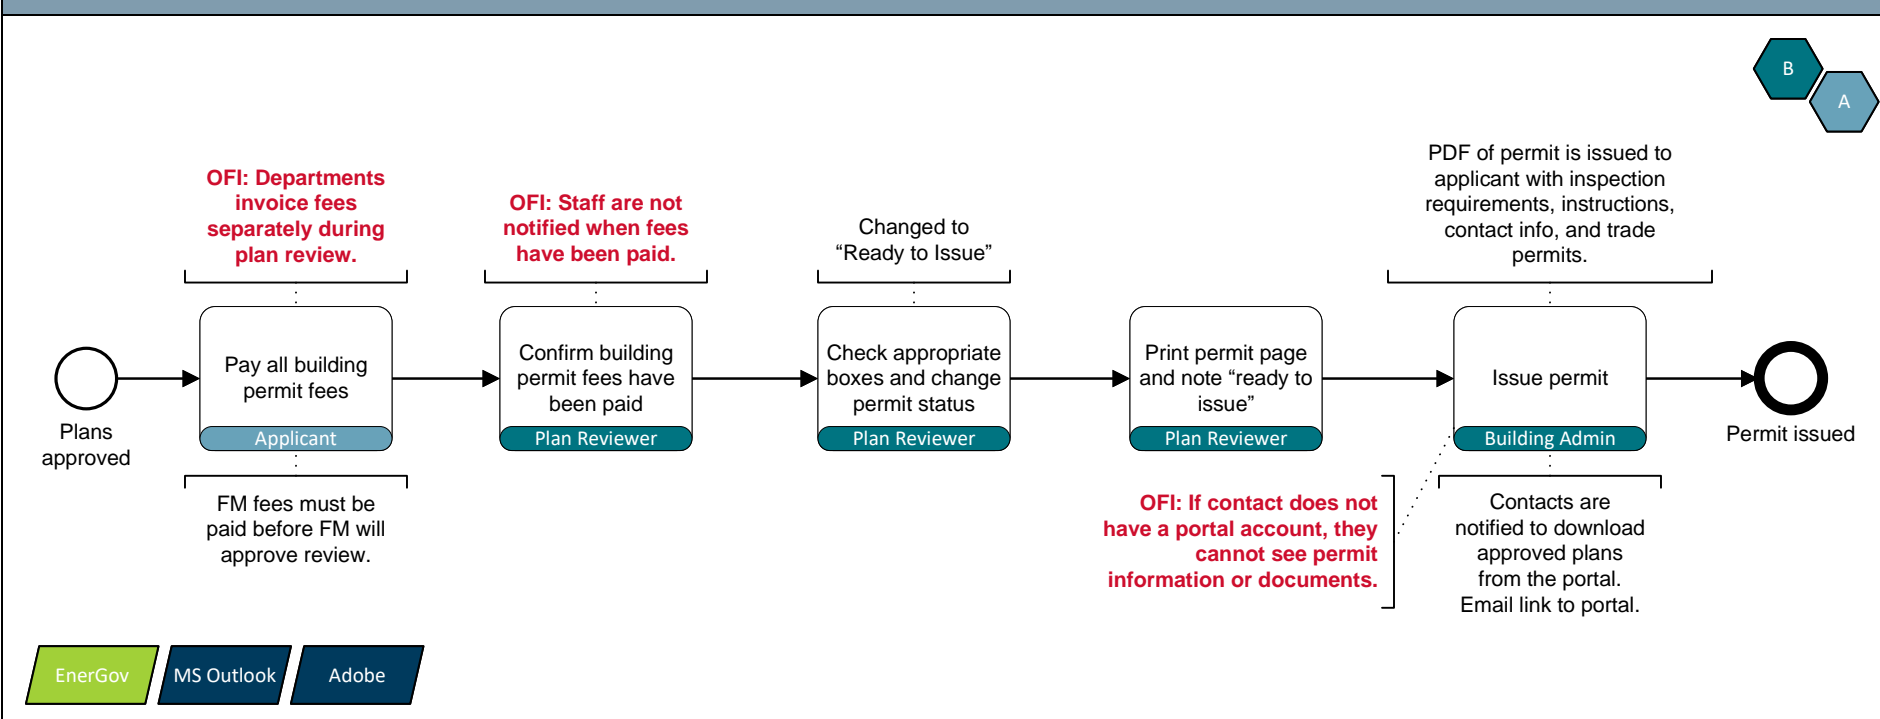 B
A
OFI: Departments
invoice fees
separately during
plan review.
OFI: Staff are not
notified when fees
have been paid.
Changed to
“Ready to Issue”
PDF of permit is issued to
applicant with inspection
requirements, instructions,
contact info, and trade
permits.
Plans
approved
Pay all building
permit fees
Applicant
Confirm building
permit fees have
been paid
Plan Reviewer
Check appropriate
boxes and change
permit status
Plan Reviewer
Print permit page
and note “ready to
issue”
Plan Reviewer
Issue permit
Building Admin
Permit issued
FM fees must be
paid before FM will
approve review.
OFI: If contact does not
have a portal account, they
cannot see permit
information or documents.
Contacts are
notified to download
approved plans
from the portal.
Email link to portal.
EnerGov
MS Outlook
Adobe